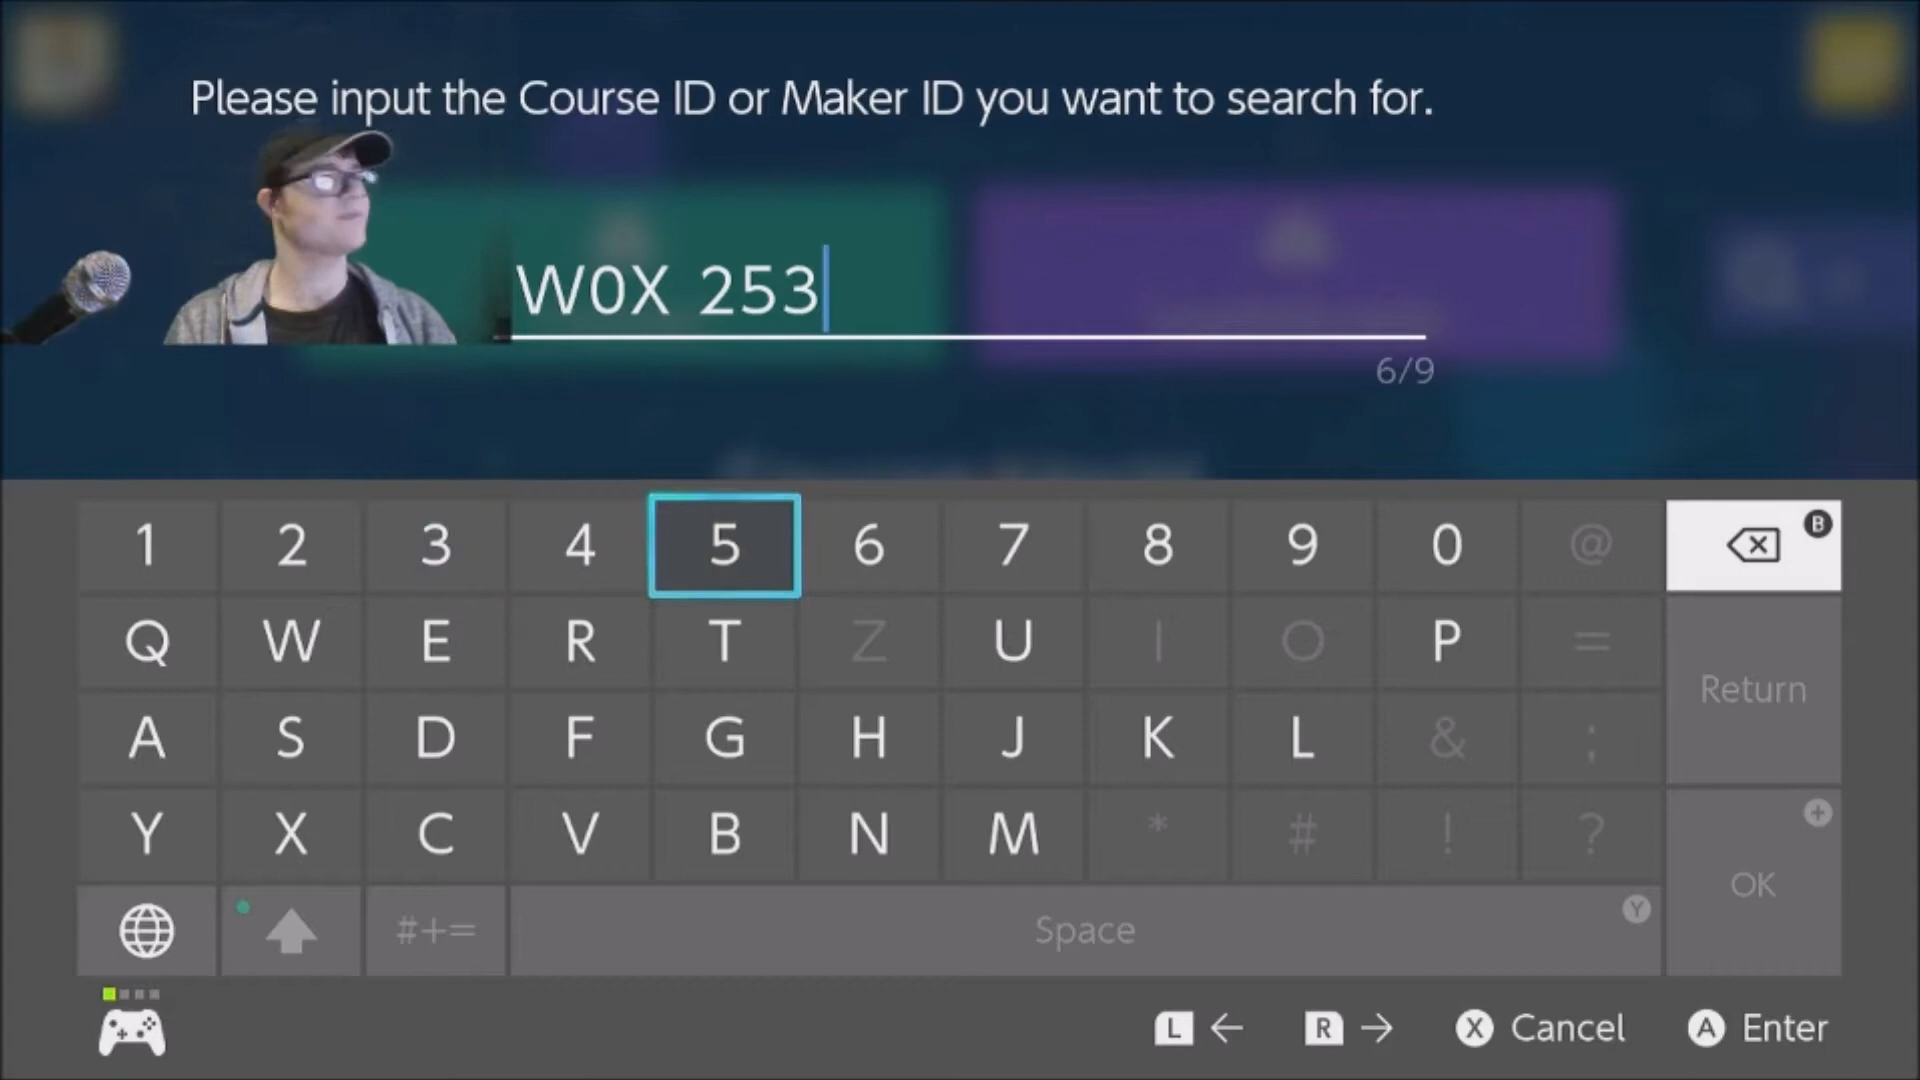 Please input the Course ID or Maker ID you want to search for.
W0X 253
6/9
1 2 3 4 5 6 7 8 9 0 @ B
Q W E R T Z U I O P =
Return
A S D F G H J K L & ;
Y X C V B N M * # ! ? +
OK
#+= Space Y
L ← R → X Cancel A Enter